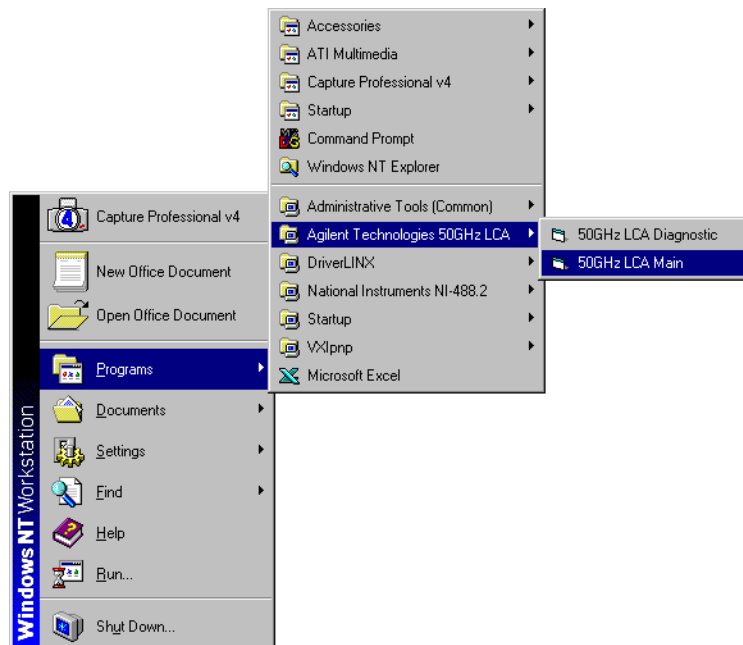 Accessories
ATI Multimedia
Capture Professional v4
Startup
Command Prompt
Windows NT Explorer
Administrative Tools (Common)
Agilent Technologies 50GHz LCA
DriverLINX
National Instruments NI-488.2
Startup
VXIpnp
Microsoft Excel
50GHz LCA Diagnostic
50GHz LCA Main
4
Capture Professional v4
New Office Document
Open Office Document
Programs
Documents
Settings
Find
Help
Run...
Shut Down...
Windows NT Workstation